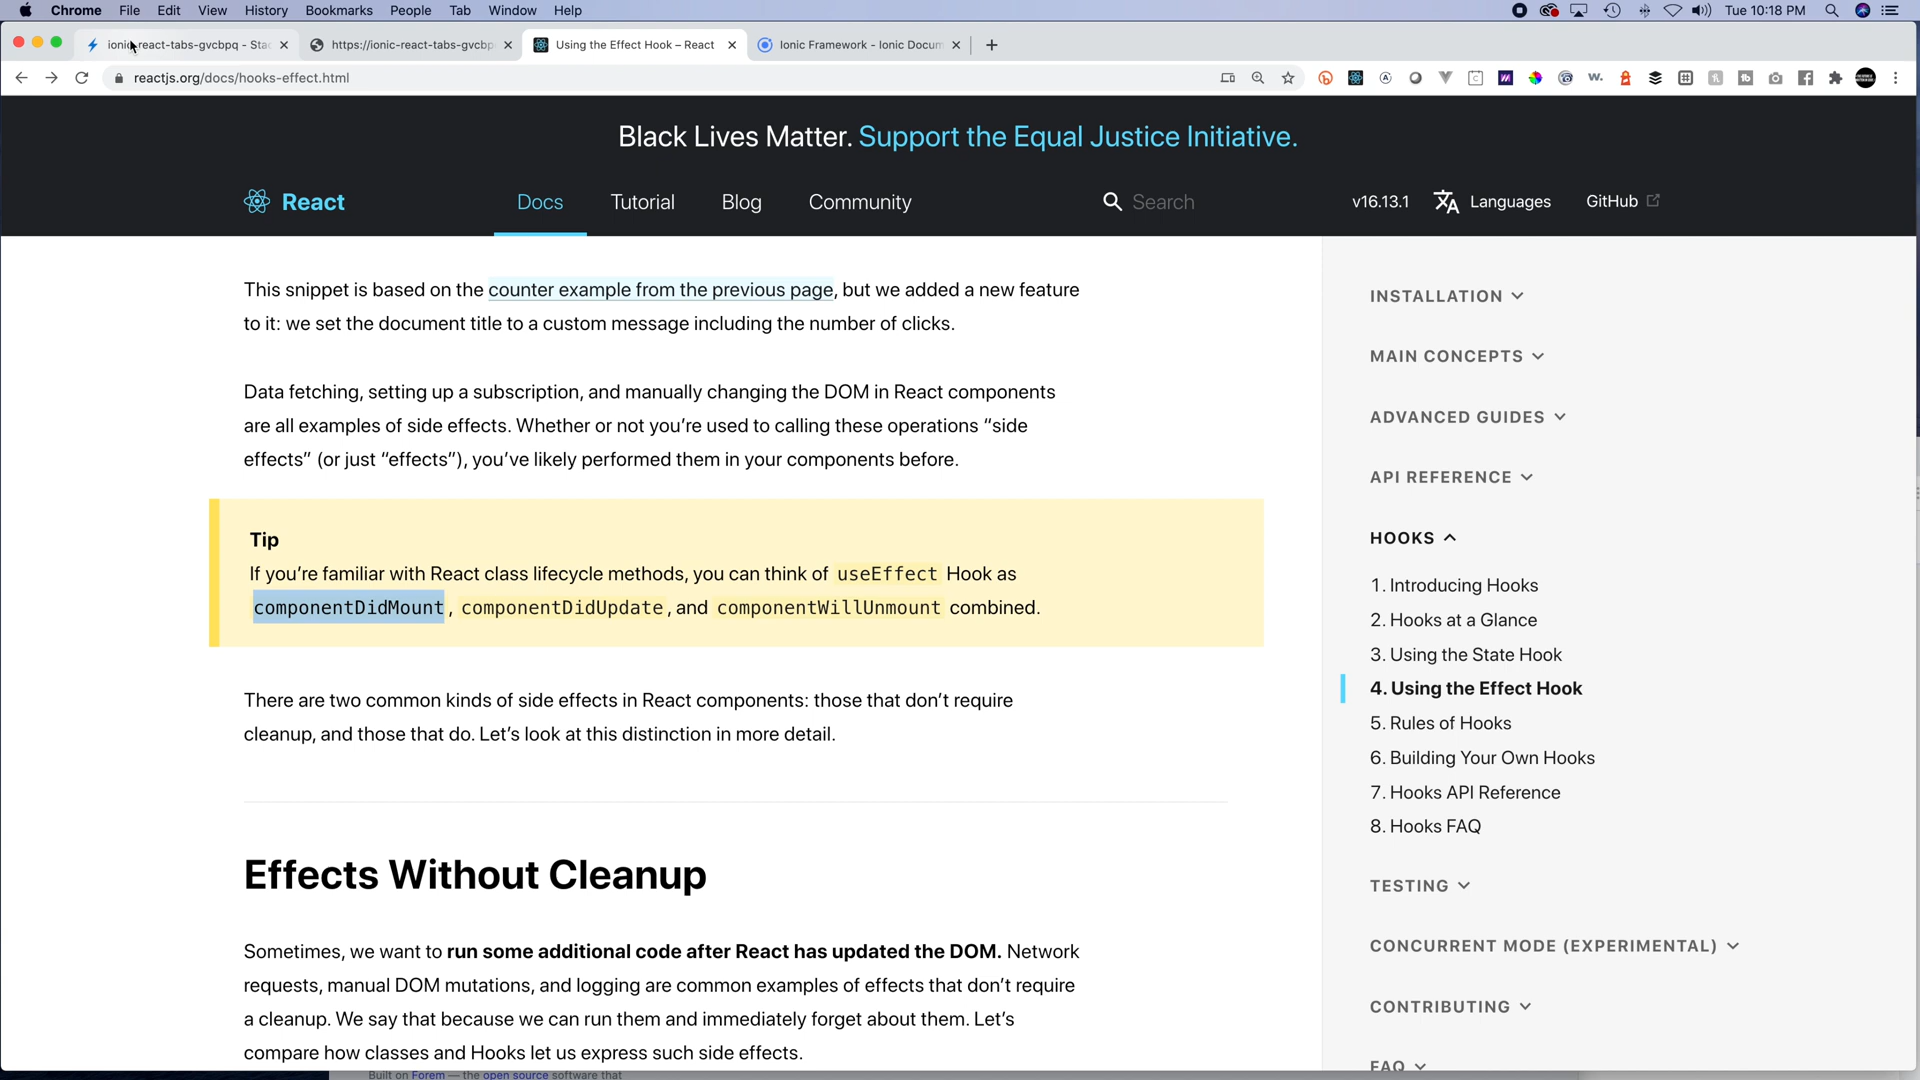 Chrome File Edit View History Bookmarks People Tab Window Help Tue 10:18 PM
ionic-react-tabs-gvcbpq - Stac https://ionic-react-tabs-gvcbp Using the Effect Hook – React Ionic Framework - Ionic Docum
reactjs.org/docs/hooks-effect.html
Black Lives Matter. Support the Equal Justice Initiative.
React Docs Tutorial Blog Community Search v16.13.1 Languages GitHub
This snippet is based on the counter example from the previous page, but we added a new feature
to it: we set the document title to a custom message including the number of clicks.
Data fetching, setting up a subscription, and manually changing the DOM in React components
are all examples of side effects. Whether or not you’re used to calling these operations “side
effects” (or just “effects”), you’ve likely performed them in your components before.
Tip
If you’re familiar with React class lifecycle methods, you can think of useEffect Hook as
componentDidMount, componentDidUpdate, and componentWillUnmount combined.
There are two common kinds of side effects in React components: those that don’t require
cleanup, and those that do. Let’s look at this distinction in more detail.
Effects Without Cleanup
Sometimes, we want to run some additional code after React has updated the DOM. Network
requests, manual DOM mutations, and logging are common examples of effects that don’t require
a cleanup. We say that because we can run them and immediately forget about them. Let’s
compare how classes and Hooks let us express such side effects.
INSTALLATION
MAIN CONCEPTS
ADVANCED GUIDES
API REFERENCE
HOOKS
1. Introducing Hooks
2. Hooks at a Glance
3. Using the State Hook
4. Using the Effect Hook
5. Rules of Hooks
6. Building Your Own Hooks
7. Hooks API Reference
8. Hooks FAQ
TESTING
CONCURRENT MODE (EXPERIMENTAL)
CONTRIBUTING
FAQ
Built on Forem — the open source software that